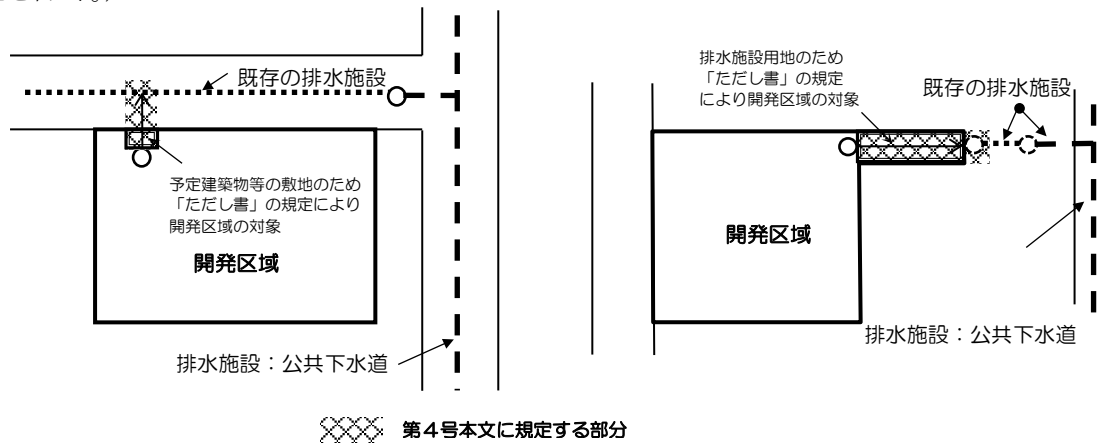 既存の排水施設
予定建築物等の敷地のため
「ただし書」の規定により
開発区域の対象
開発区域
排水施設：公共下水道
排水施設用地のため
「ただし書」の規定
により開発区域の対象
既存の排水施設
開発区域
排水施設：公共下水道
第４号本文に規定する部分